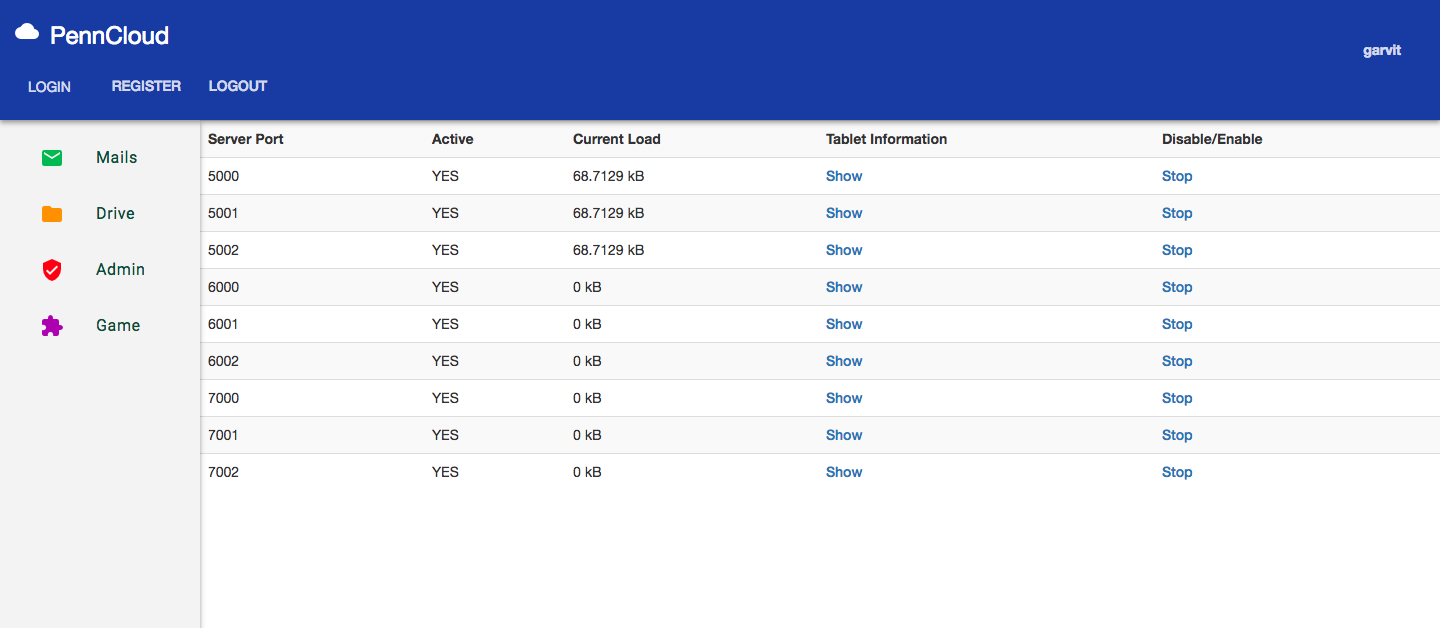 PennCloud
garvit
LOGIN REGISTER LOGOUT
Mails
Drive
Admin
Game
Server Port Active Current Load Tablet Information Disable/Enable
5000 YES 68.7129 kB Show Stop
5001 YES 68.7129 kB Show Stop
5002 YES 68.7129 kB Show Stop
6000 YES 0 kB Show Stop
6001 YES 0 kB Show Stop
6002 YES 0 kB Show Stop
7000 YES 0 kB Show Stop
7001 YES 0 kB Show Stop
7002 YES 0 kB Show Stop